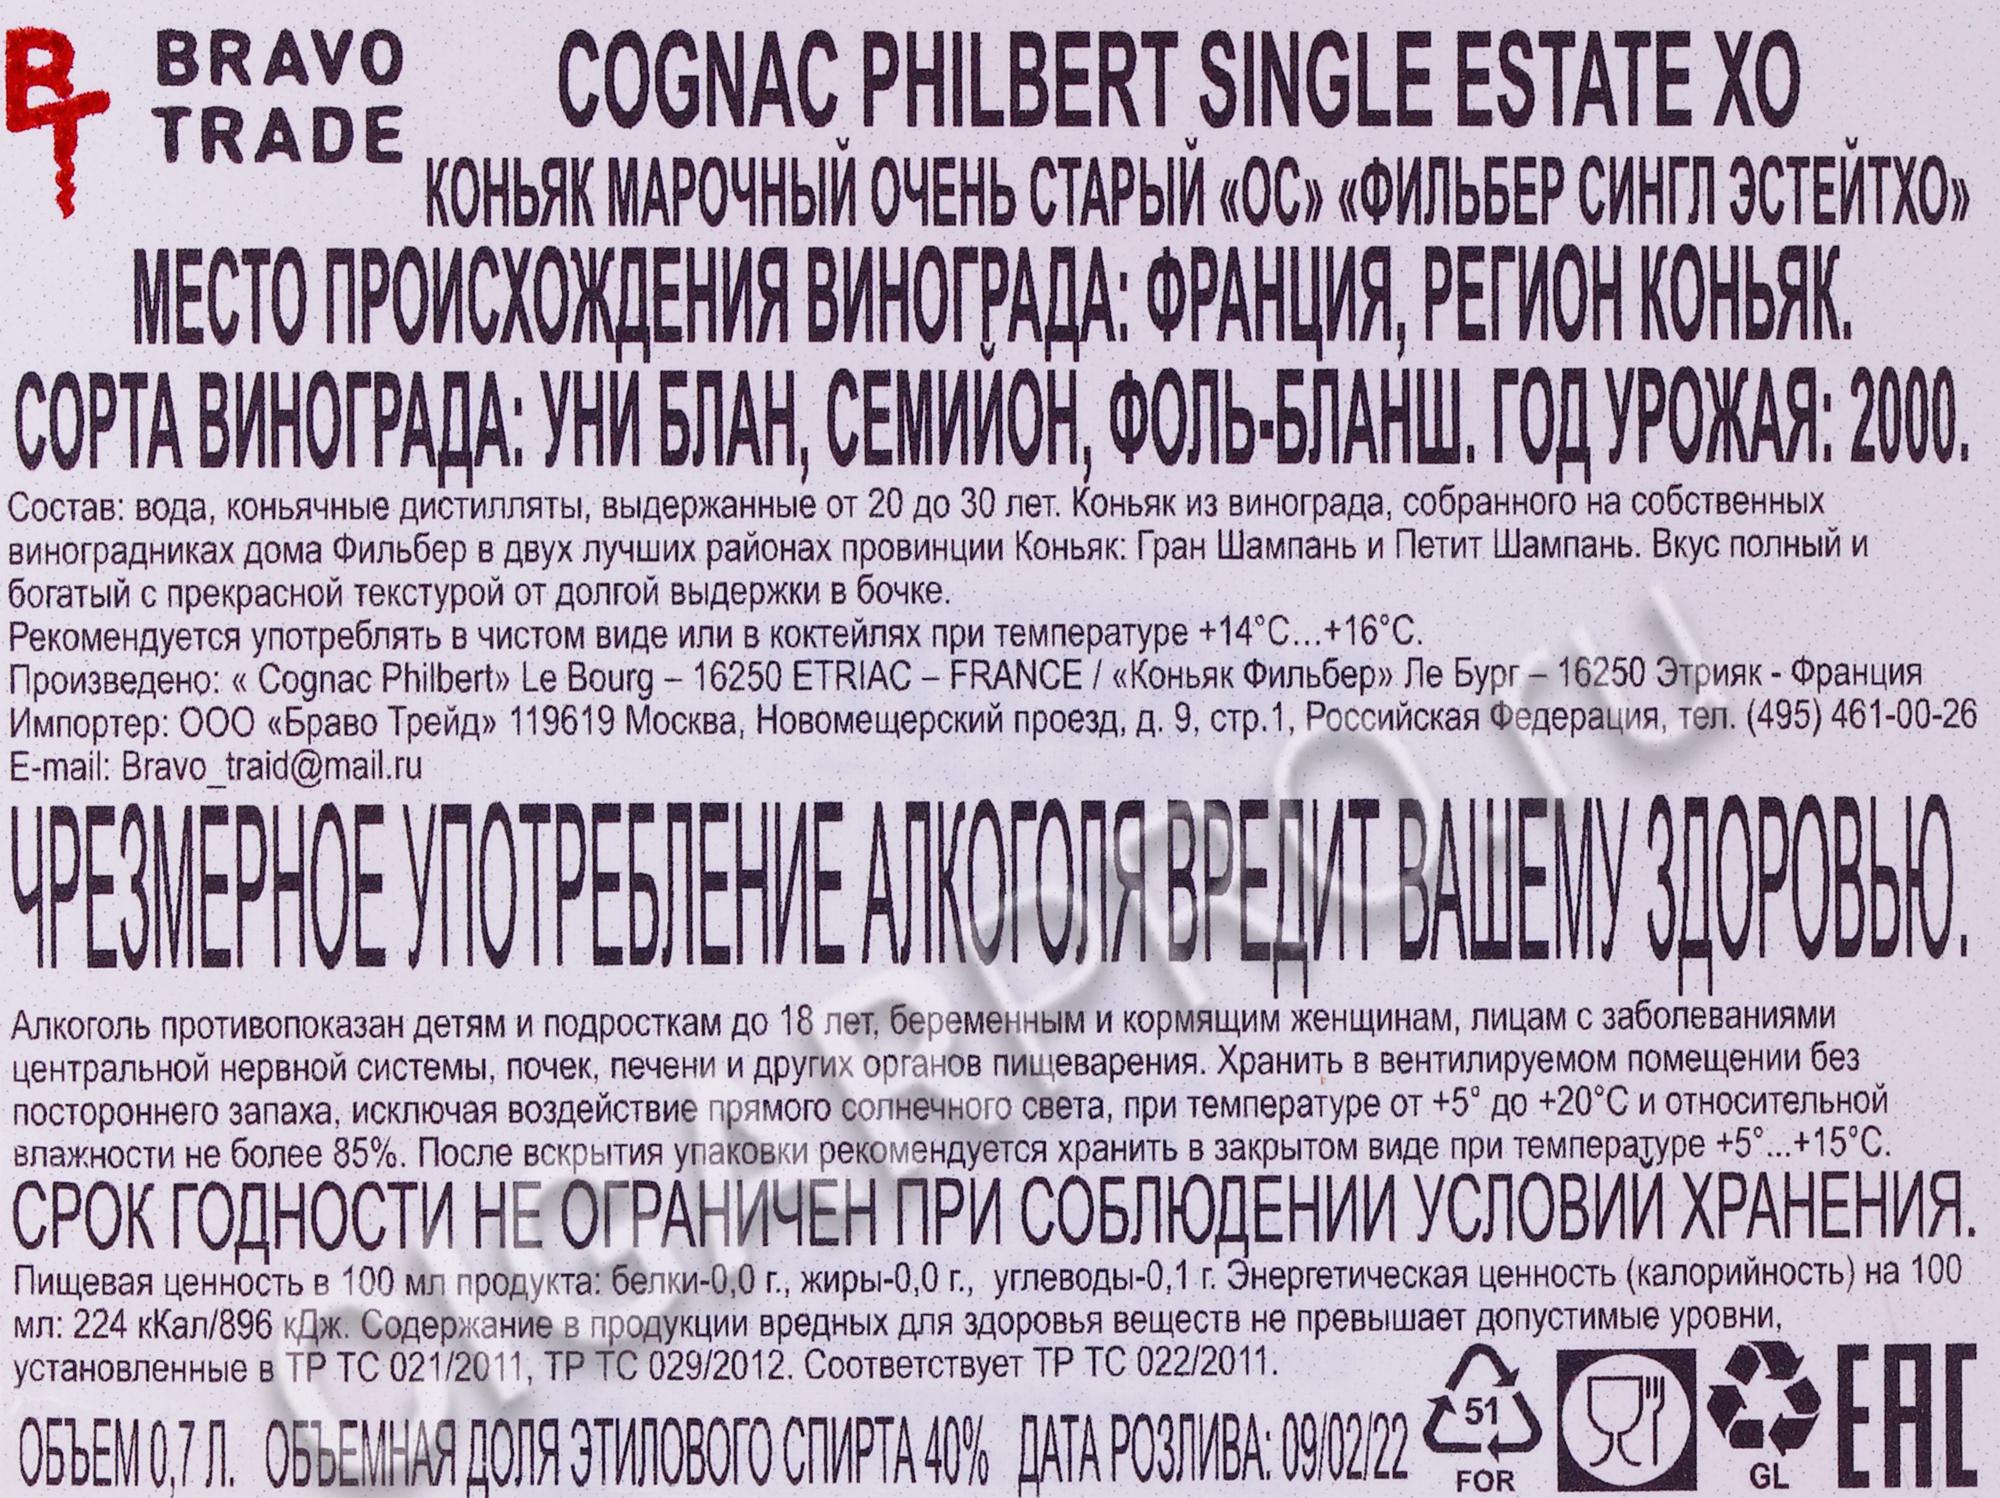 BRAVO
TRADE
COGNAC PHILBERT SINGLE ESTATE XO
КОНЬЯК МАРОЧНЫЙ ОЧЕНЬ СТАРЫЙ «ОС» «ФИЛЬБЕР СИНГЛ ЭСТЕЙТХО»
МЕСТО ПРОИСХОЖДЕНИЯ ВИНОГРАДА: ФРАНЦИЯ, РЕГИОН КОНЬЯК.
СОРТА ВИНОГРАДА: УНИ БЛАН, СЕМИЙОН, ФОЛЬ-БЛАНШ. ГОД УРОЖАЯ: 2000.
Состав: вода, коньячные дистилляты, выдержанные от 20 до 30 лет. Коньяк из винограда, собранного на собственных
виноградниках дома Фильбер в двух лучших районах провинции Коньяк: Гран Шампань и Петит Шампань. Вкус полный и
богатый с прекрасной текстурой от долгой выдержки в бочке.
Рекомендуется употреблять в чистом виде или в коктейлях при температуре +14°С...+16°С.
Произведено: « Cognac Philbert» Le Bourg – 16250 ETRIAC – FRANCE / «Коньяк Фильбер» Ле Бург – 16250 Этрияк - Франция
Импортер: ООО «Браво Трейд» 119619 Москва, Новомещерский проезд, д. 9, стр.1, Российская Федерация, тел. (495) 461-00-26
E-mail: Bravo_traid@mail.ru
ЧРЕЗМЕРНОЕ УПОТРЕБЛЕНИЕ АЛКОГОЛЯ ВРЕДИТ ВАШЕМУ ЗДОРОВЬЮ.
Алкоголь противопоказан детям и подросткам до 18 лет, беременным и кормящим женщинам, лицам с заболеваниями
центральной нервной системы, почек, печени и других органов пищеварения. Хранить в вентилируемом помещении без
постороннего запаха, исключая воздействие прямого солнечного света, при температуре от +5° до +20°С и относительной
влажности не более 85%. После вскрытия упаковки рекомендуется хранить в закрытом виде при температуре +5°...+15°С.
СРОК ГОДНОСТИ НЕ ОГРАНИЧЕН ПРИ СОБЛЮДЕНИИ УСЛОВИЙ ХРАНЕНИЯ.
Пищевая ценность в 100 мл продукта: белки-0,0 г., жиры-0,0 г., углеводы-0,1 г. Энергетическая ценность (калорийность) на 100
мл: 224 кКал/896 кДж. Содержание в продукции вредных для здоровья веществ не превышает допустимые уровни,
установленные в ТР ТС 021/2011, ТР ТС 029/2012. Соответствует ТР ТС 022/2011.
ОБЪЕМ 0,7 Л. ОБЪЕМНАЯ ДОЛЯ ЭТИЛОВОГО СПИРТА 40% ДАТА РОЗЛИВА: 09/02/22
51
FOR
GL
EAC
CIGARPRO.ru